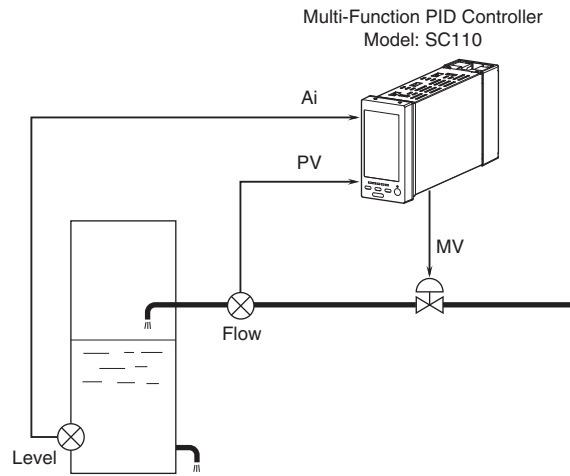 Multi-Function PID Controller
Model: SC110
Ai
PV
MV
Flow
Level